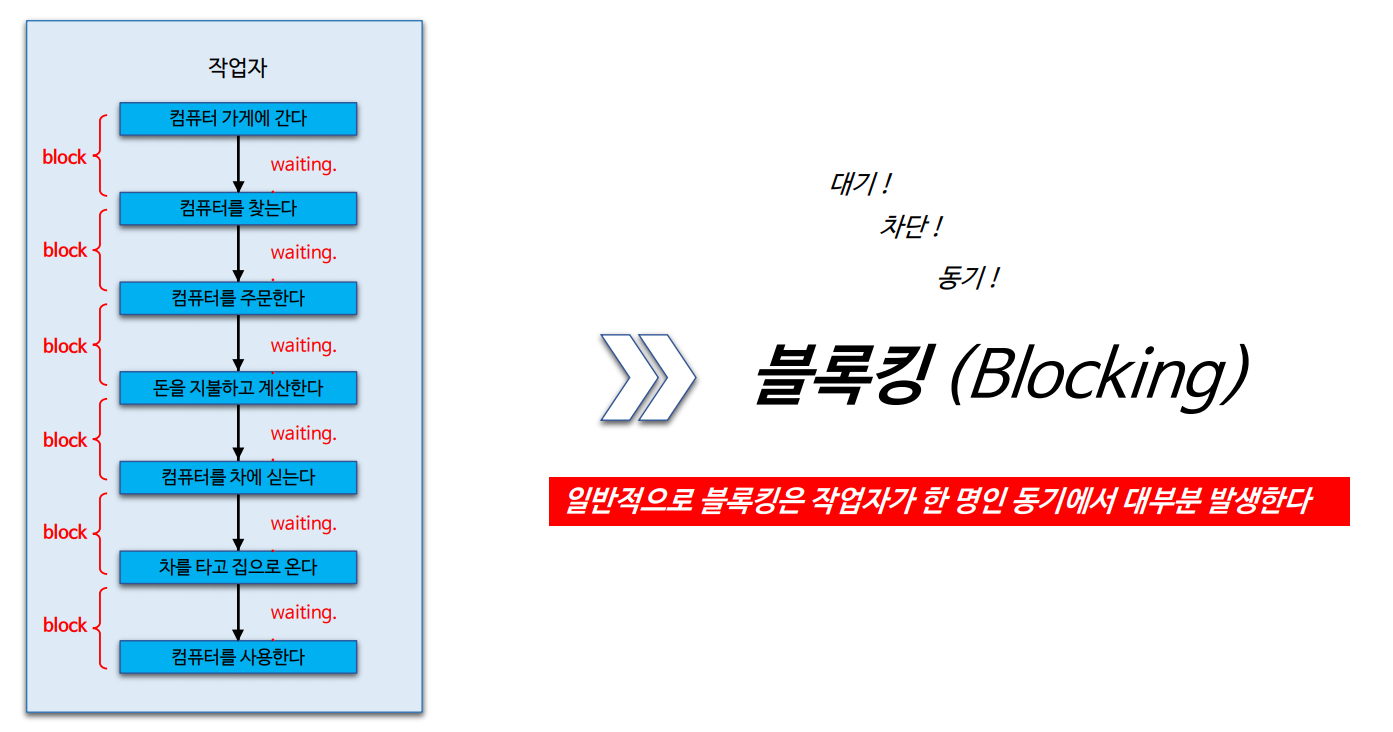 작업자
컴퓨터 가게에 간다
block
waiting.
.
컴퓨터를 찾는다
block
waiting.
.
컴퓨터를 주문한다
block
waiting.
.
돈을 지불하고 계산한다
block
waiting.
.
컴퓨터를 차에 싣는다
block
waiting.
.
차를 타고 집으로 온다
block
waiting.
.
컴퓨터를 사용한다
대기 !
차단 !
동기 !
블록킹 (Blocking)
일반적으로 블록킹은 작업자가 한 명인 동기에서 대부분 발생한다